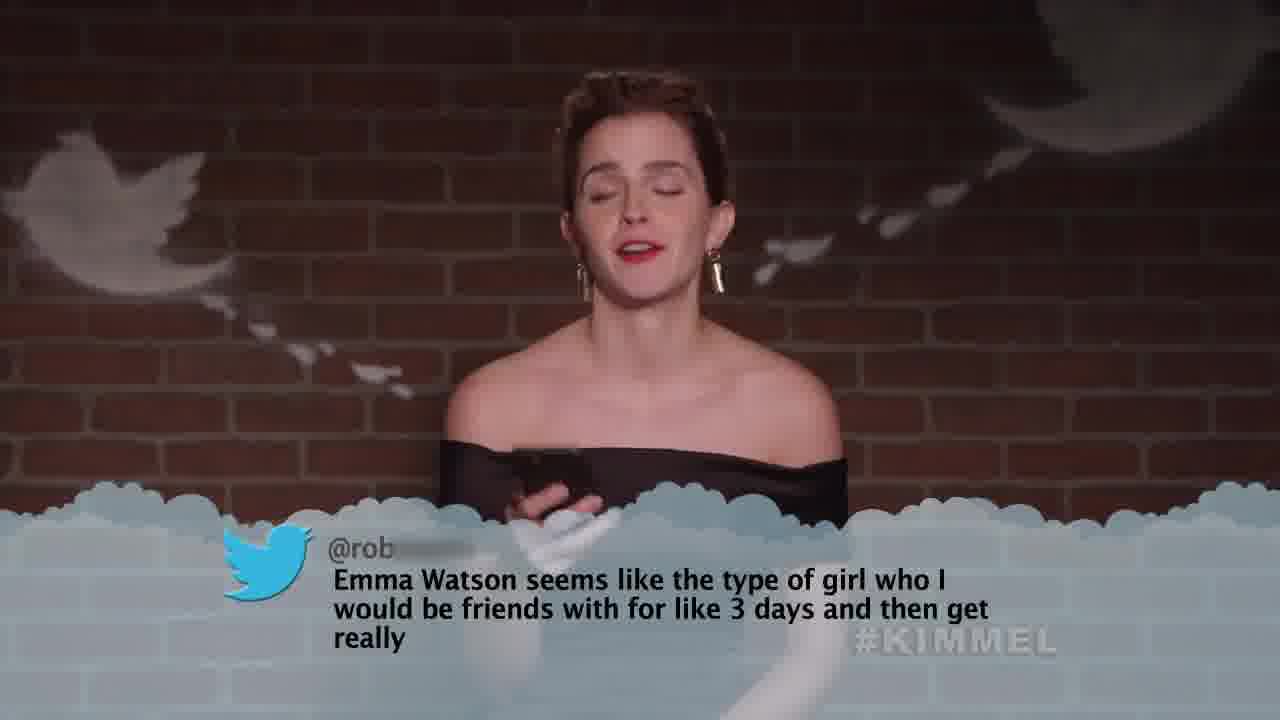 @rob
Emma Watson seems like the type of girl who I
would be friends with for like 3 days and then get
really
#KIMMEL